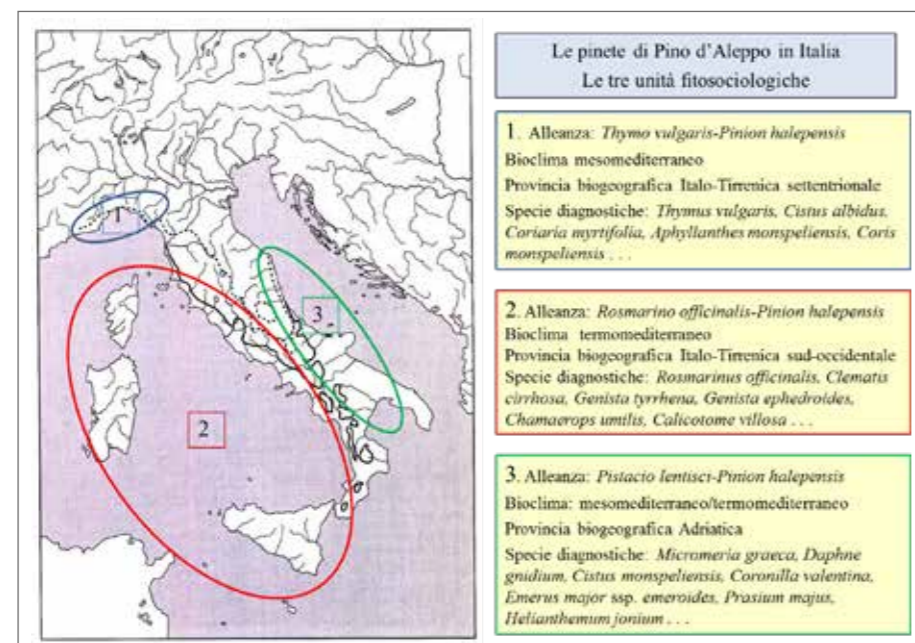 Le pinete di Pino d'Aleppo in Italia
Le tre unità fitosociologiche
1
2
3
1. Alleanza: Thymo vulgaris-Pinion halepensis
Bioclima mesomediterraneo
Provincia biogeografica Italo-Tirrenica settentrionale
Specie diagnostiche: Thymus vulgaris, Cistus albidus,
Coriaria myrtifolia, Aphyllanthes monspeliensis, Coris
monspeliensis . . .
2. Alleanza: Rosmarino officinalis-Pinion halepensis
Bioclima termomediterraneo
Provincia biogeografica Italo-Tirrenica sud-occidentale
Specie diagnostiche: Rosmarinus officinalis, Clematis
cirrhosa, Genista tyrrhena, Genista ephedroides,
Chamaerops umilis, Calicotome villosa . . .
3. Alleanza: Pistacio lentisci-Pinion halepensis
Bioclima: mesomediterraneo/termomediterraneo
Provincia biogeografica Adriatica
Specie diagnostiche: Micromeria graeca, Daphne
gnidium, Cistus monspeliensis, Coronilla valentina,
Emerus major ssp. emeroides, Prasium majus,
Helianthemum jonium . . .